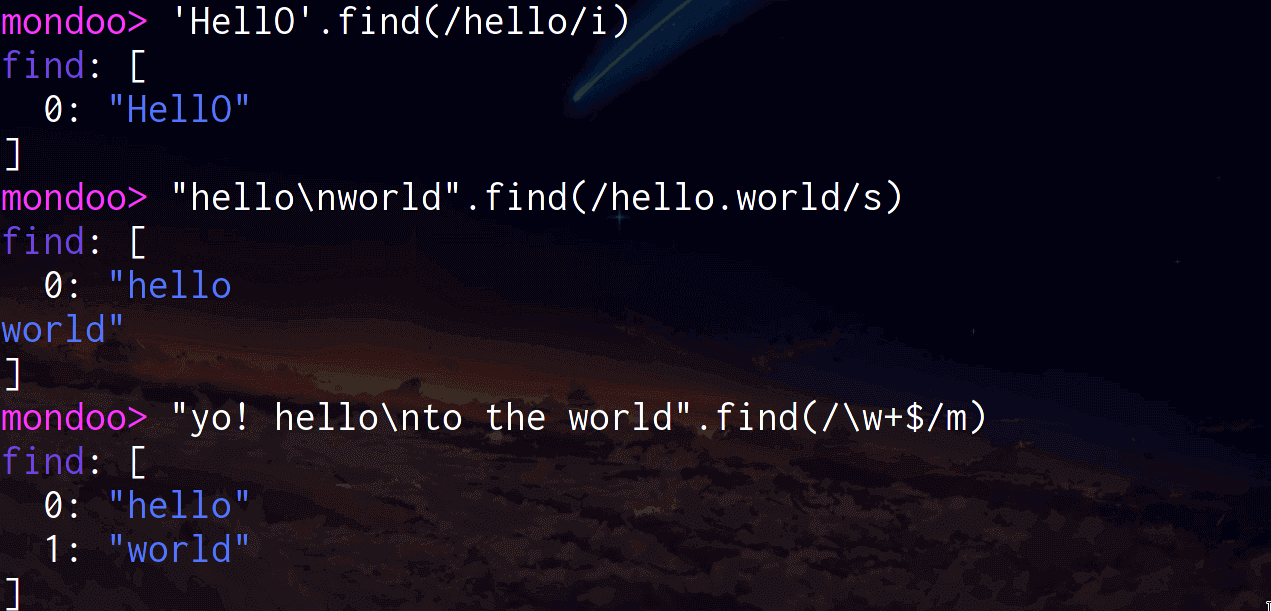 mondoo> 'HellO'.find(/hello/i)
find: [
  0: "HellO"
]
mondoo> "hello\nworld".find(/hello.world/s)
find: [
  0: "hello
world"
]
mondoo> "yo! hello\nto the world".find(/\w+$/m)
find: [
  0: "hello"
  1: "world"
]